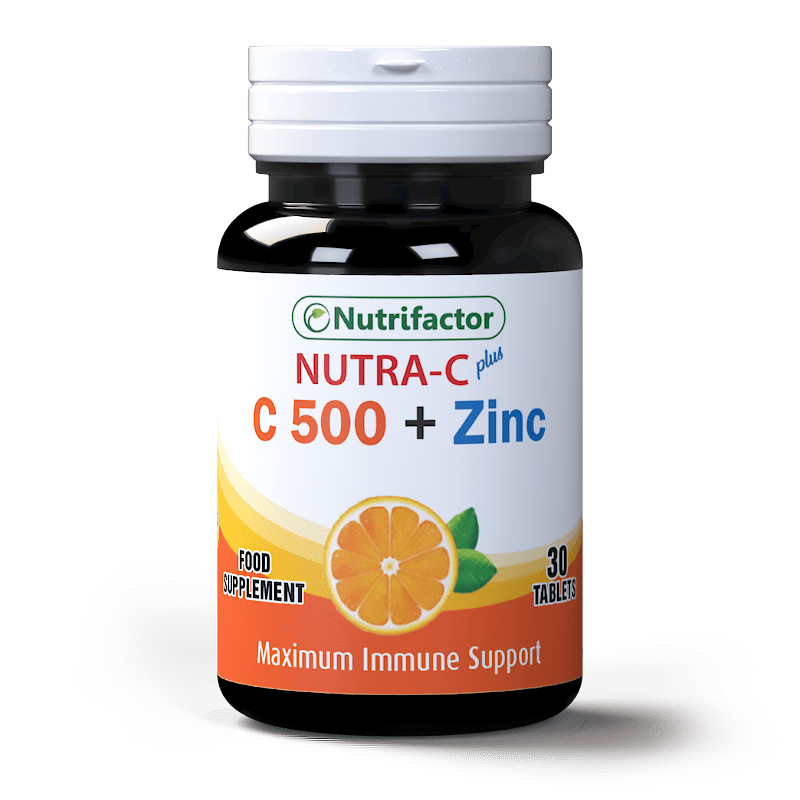 Nutrifactor
NUTRA-C plus
C 500 + Zinc
FOOD
SUPPLEMENT
30
TABLETS
Maximum Immune Support